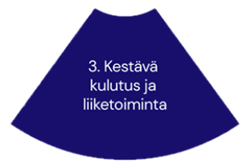 3. Kestävä
kulutus ja
liiketoiminta